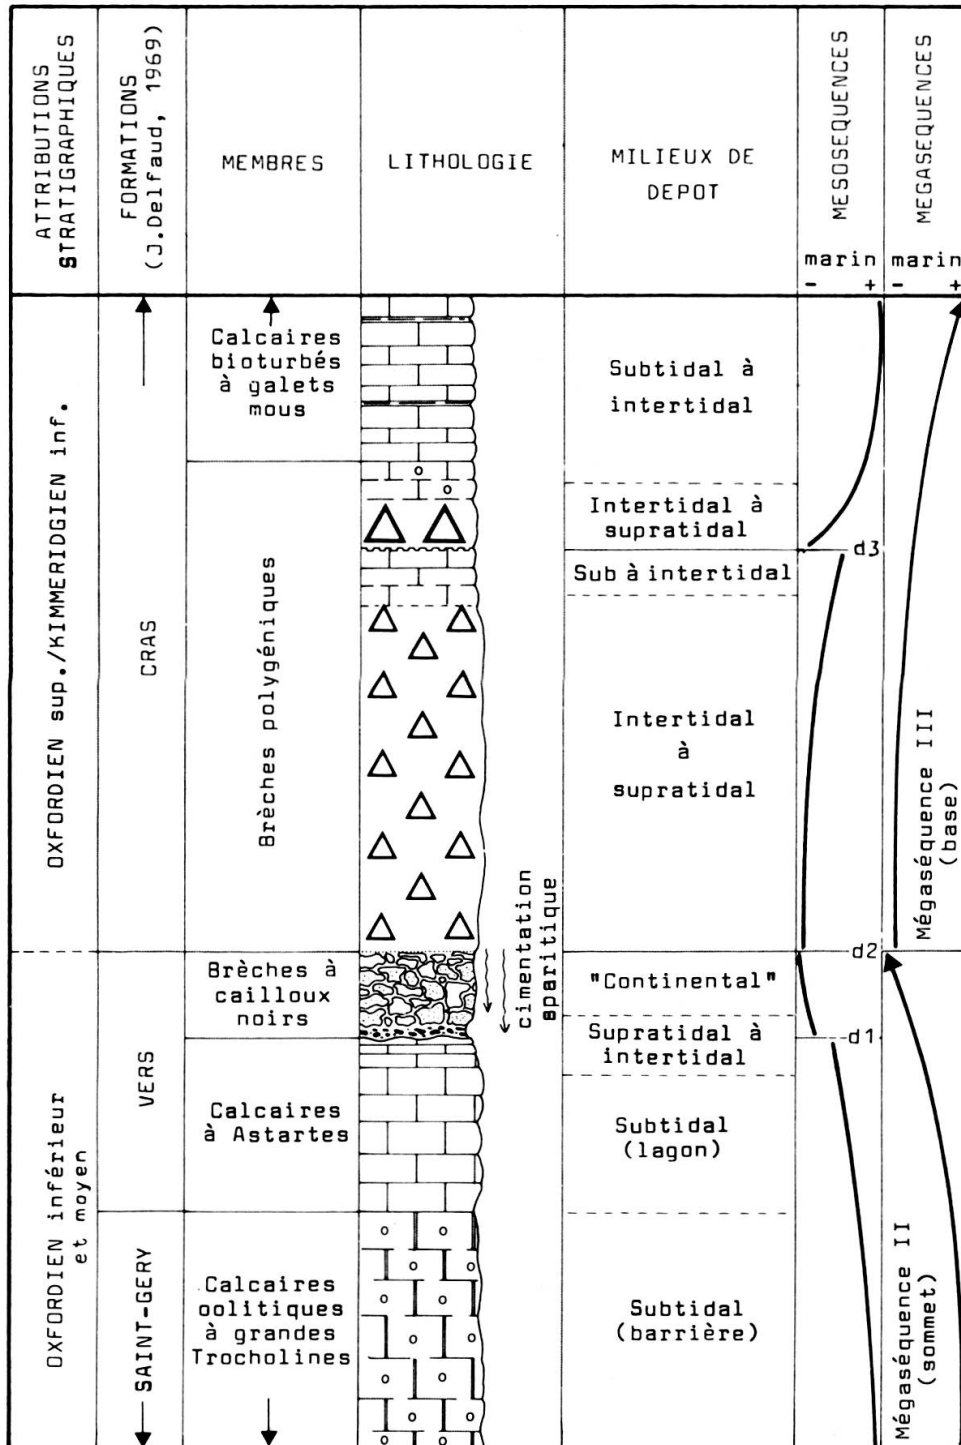 ATTRIBUTIONS
STRATIGRAPHIQUES
FORMATIONS
(J.Delfaud, 1969)
MEMBRES
LITHOLOGIE
MILIEUX DE
DEPOT
MESOSEQUENCES
marin
- +
MEGASEQUENCES
marin
- +
OXFORDIEN sup./KIMMERIDGIEN inf.
OXFORDIEN inférieur
et moyen
CRAS
VERS
SAINT-GERY
Calcaires
bioturbés
à galets
mous
Brèches polygéniques
Brèches à
cailloux
noirs
Calcaires
à Astartes
Calcaires
oolitiques
à grandes
Trocholines
cimentation
sparitique
Subtidal à
intertidal
Intertidal à
supratidal
Sub à intertidal
Intertidal
à
supratidal
"Continental"
Supratidal à
intertidal
Subtidal
(lagon)
Subtidal
(barrière)
d3
d2
d1
Mégaséquence III
(base)
Mégaséquence II
(sommet)